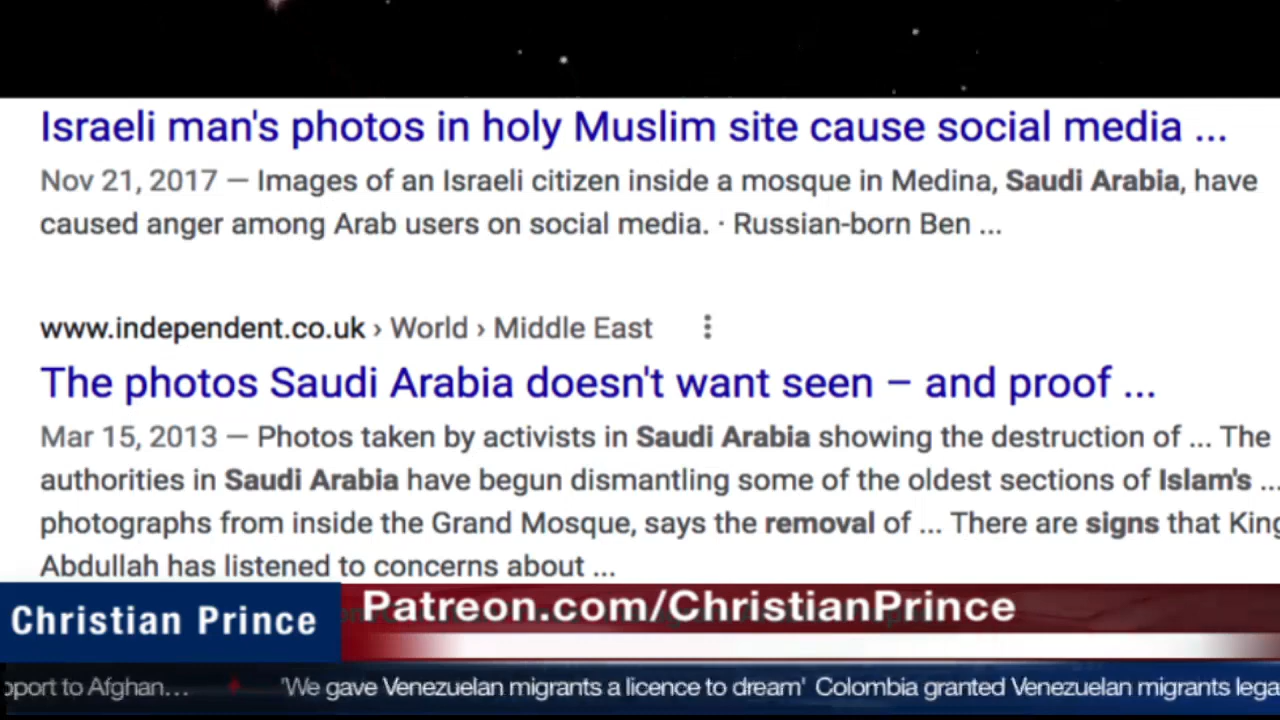 Israeli man's photos in holy Muslim site cause social media ...
Nov 21, 2017 — Images of an Israeli citizen inside a mosque in Medina, Saudi Arabia, have
caused anger among Arab users on social media. · Russian-born Ben ...
www.independent.co.uk › World › Middle East
The photos Saudi Arabia doesn't want seen – and proof ...
Mar 15, 2013 — Photos taken by activists in Saudi Arabia showing the destruction of ... The
authorities in Saudi Arabia have begun dismantling some of the oldest sections of Islam's ...
photographs from inside the Grand Mosque, says the removal of ... There are signs that King
Abdullah has listened to concerns about ...
Christian Prince
Patreon.com/ChristianPrince
pport to Afghan... 'We gave Venezuelan migrants a licence to dream' Colombia granted Venezuelan migrants lega